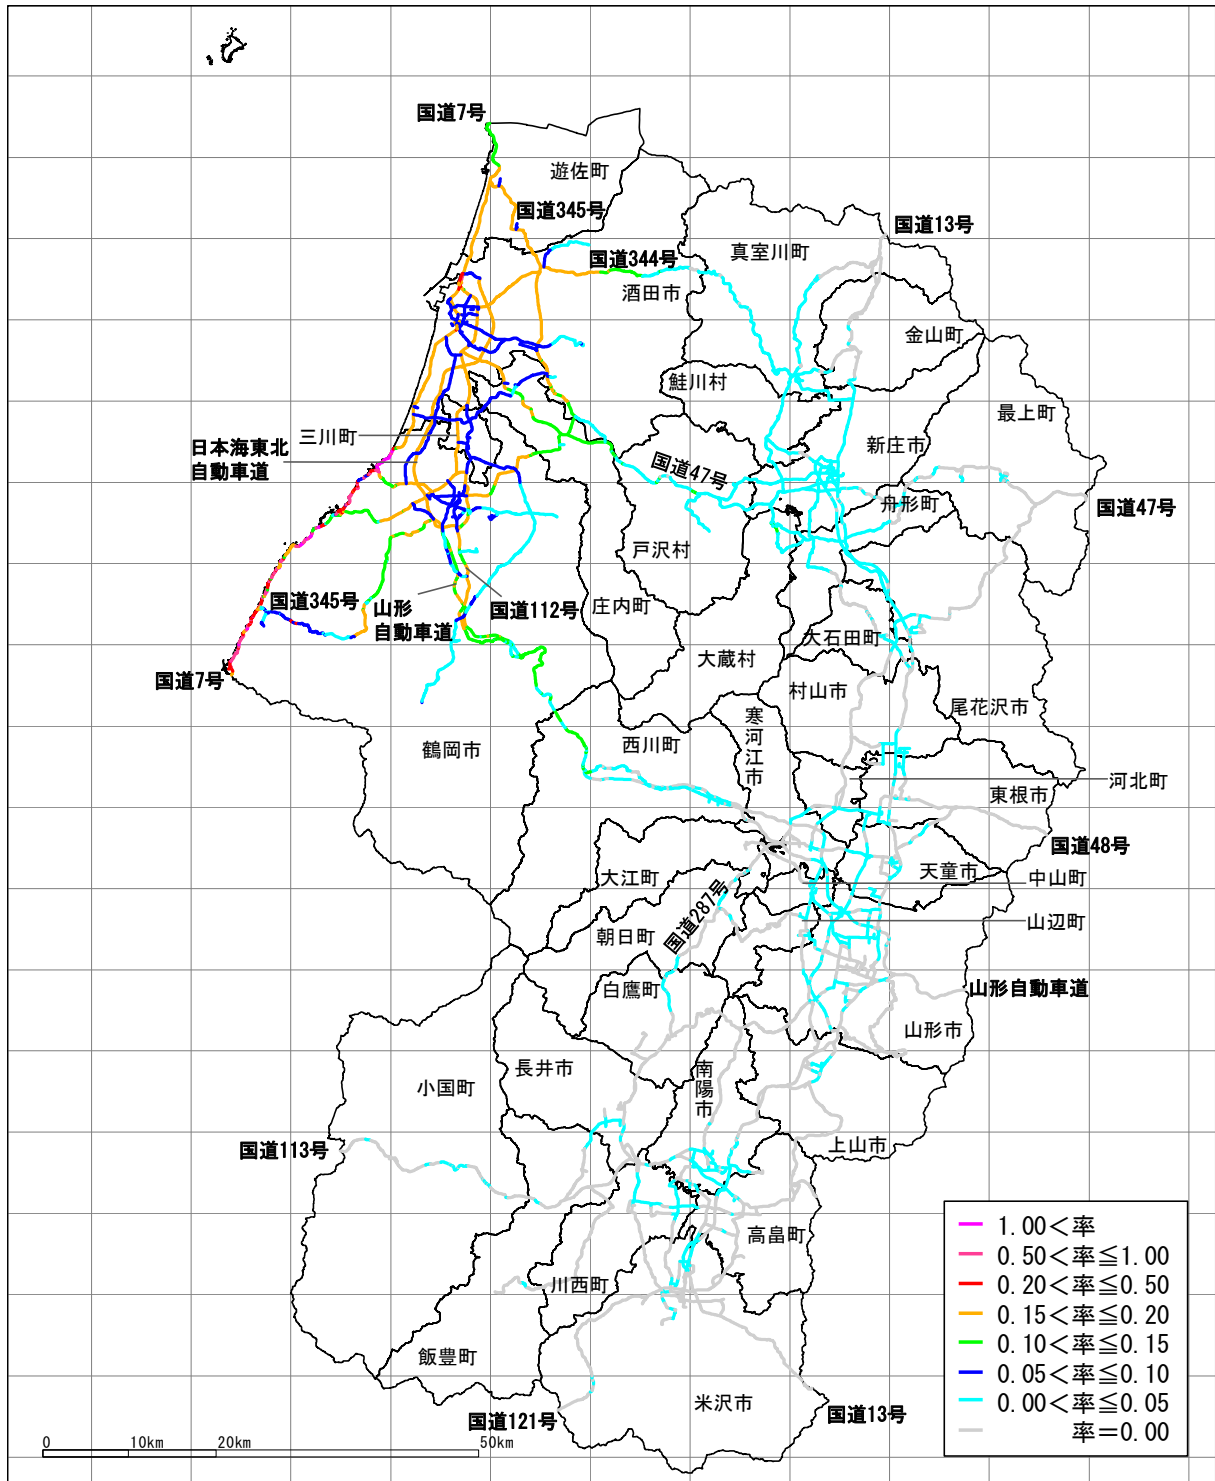 国道7号
遊佐町
国道345号
国道13号
真室川町
国道344号
酒田市
金山町
鮭川村
最上町
三川町
新庄市
日本海東北
自動車道
国道47号
舟形町
国道47号
戸沢村
国道345号
山形
自動車道
国道112号
庄内町
大石田町
大蔵村
国道7号
村山市
尾花沢市
寒河江市
鶴岡市
西川町
河北町
東根市
国道48号
大江町
天童市
中山町
国道287号
朝日町
山辺町
白鷹町
山形自動車道
山形市
長井市
南陽市
小国町
国道113号
上山市
高畠町
川西町
飯豊町
米沢市
国道121号
国道13号
1.00<率
0.50<率≦1.00
0.20<率≦0.50
0.15<率≦0.20
0.10<率≦0.15
0.05<率≦0.10
0.00<率≦0.05
率=0.00
0 10km 20km 50km